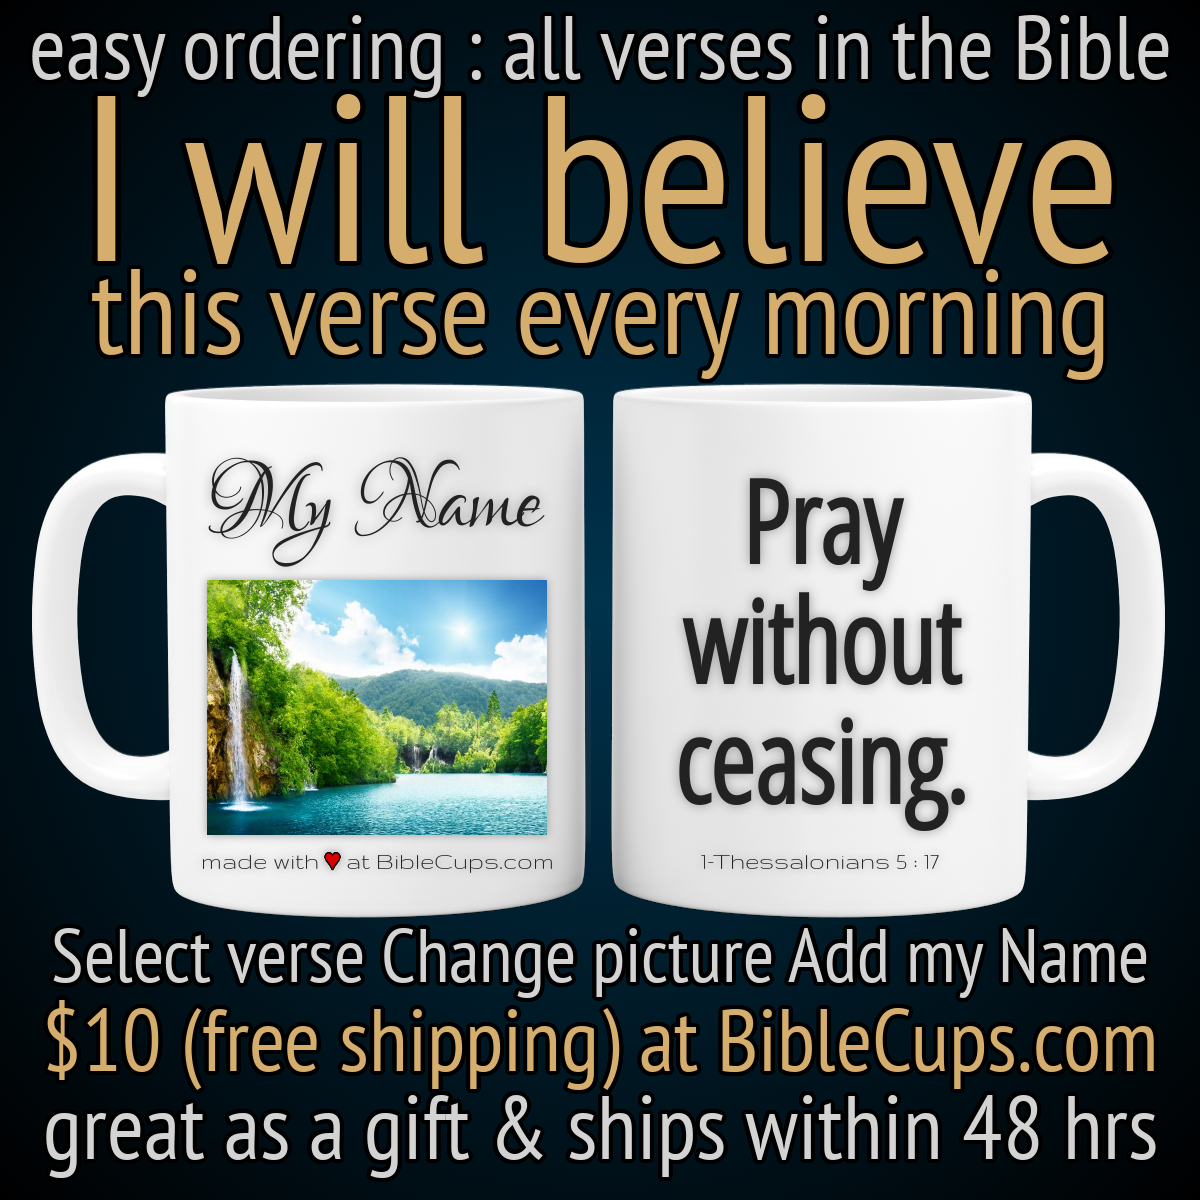 easy ordering : all verses in the Bible
I will believe
this verse every morning
My Name
made with ♥ at BibleCups.com
Pray
without
ceasing.
1-Thessalonians 5 : 17
Select verse Change picture Add my Name
$10 (free shipping) at BibleCups.com
great as a gift & ships within 48 hrs